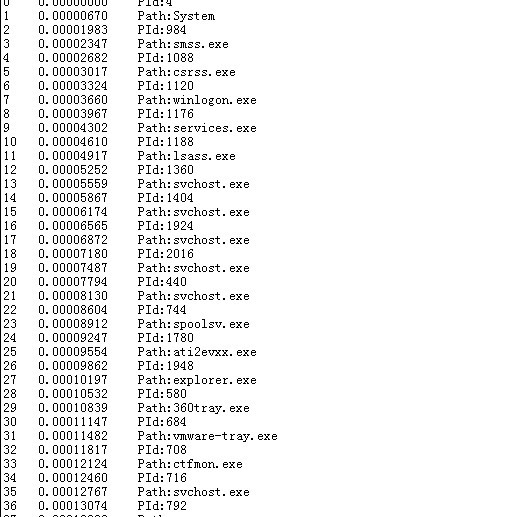 0 0.00000000 PId:4
1 0.00000670 Path:System
2 0.00001983 PId:984
3 0.00002347 Path:smss.exe
4 0.00002682 PId:1088
5 0.00003017 Path:csrss.exe
6 0.00003324 PId:1120
7 0.00003660 Path:winlogon.exe
8 0.00003967 PId:1176
9 0.00004302 Path:services.exe
10 0.00004610 PId:1188
11 0.00004917 Path:lsass.exe
12 0.00005252 PId:1360
13 0.00005559 Path:svchost.exe
14 0.00005867 PId:1404
15 0.00006174 Path:svchost.exe
16 0.00006565 PId:1924
17 0.00006872 Path:svchost.exe
18 0.00007180 PId:2016
19 0.00007487 Path:svchost.exe
20 0.00007794 PId:440
21 0.00008130 Path:svchost.exe
22 0.00008604 PId:744
23 0.00008912 Path:spoolsv.exe
24 0.00009247 PId:1780
25 0.00009554 Path:ati2evxx.exe
26 0.00009862 PId:1948
27 0.00010197 Path:explorer.exe
28 0.00010532 PId:580
29 0.00010839 Path:360tray.exe
30 0.00011147 PId:684
31 0.00011482 Path:vmware-tray.exe
32 0.00011817 PId:708
33 0.00012124 Path:ctfmon.exe
34 0.00012460 PId:716
35 0.00012767 Path:svchost.exe
36 0.00013074 PId:792